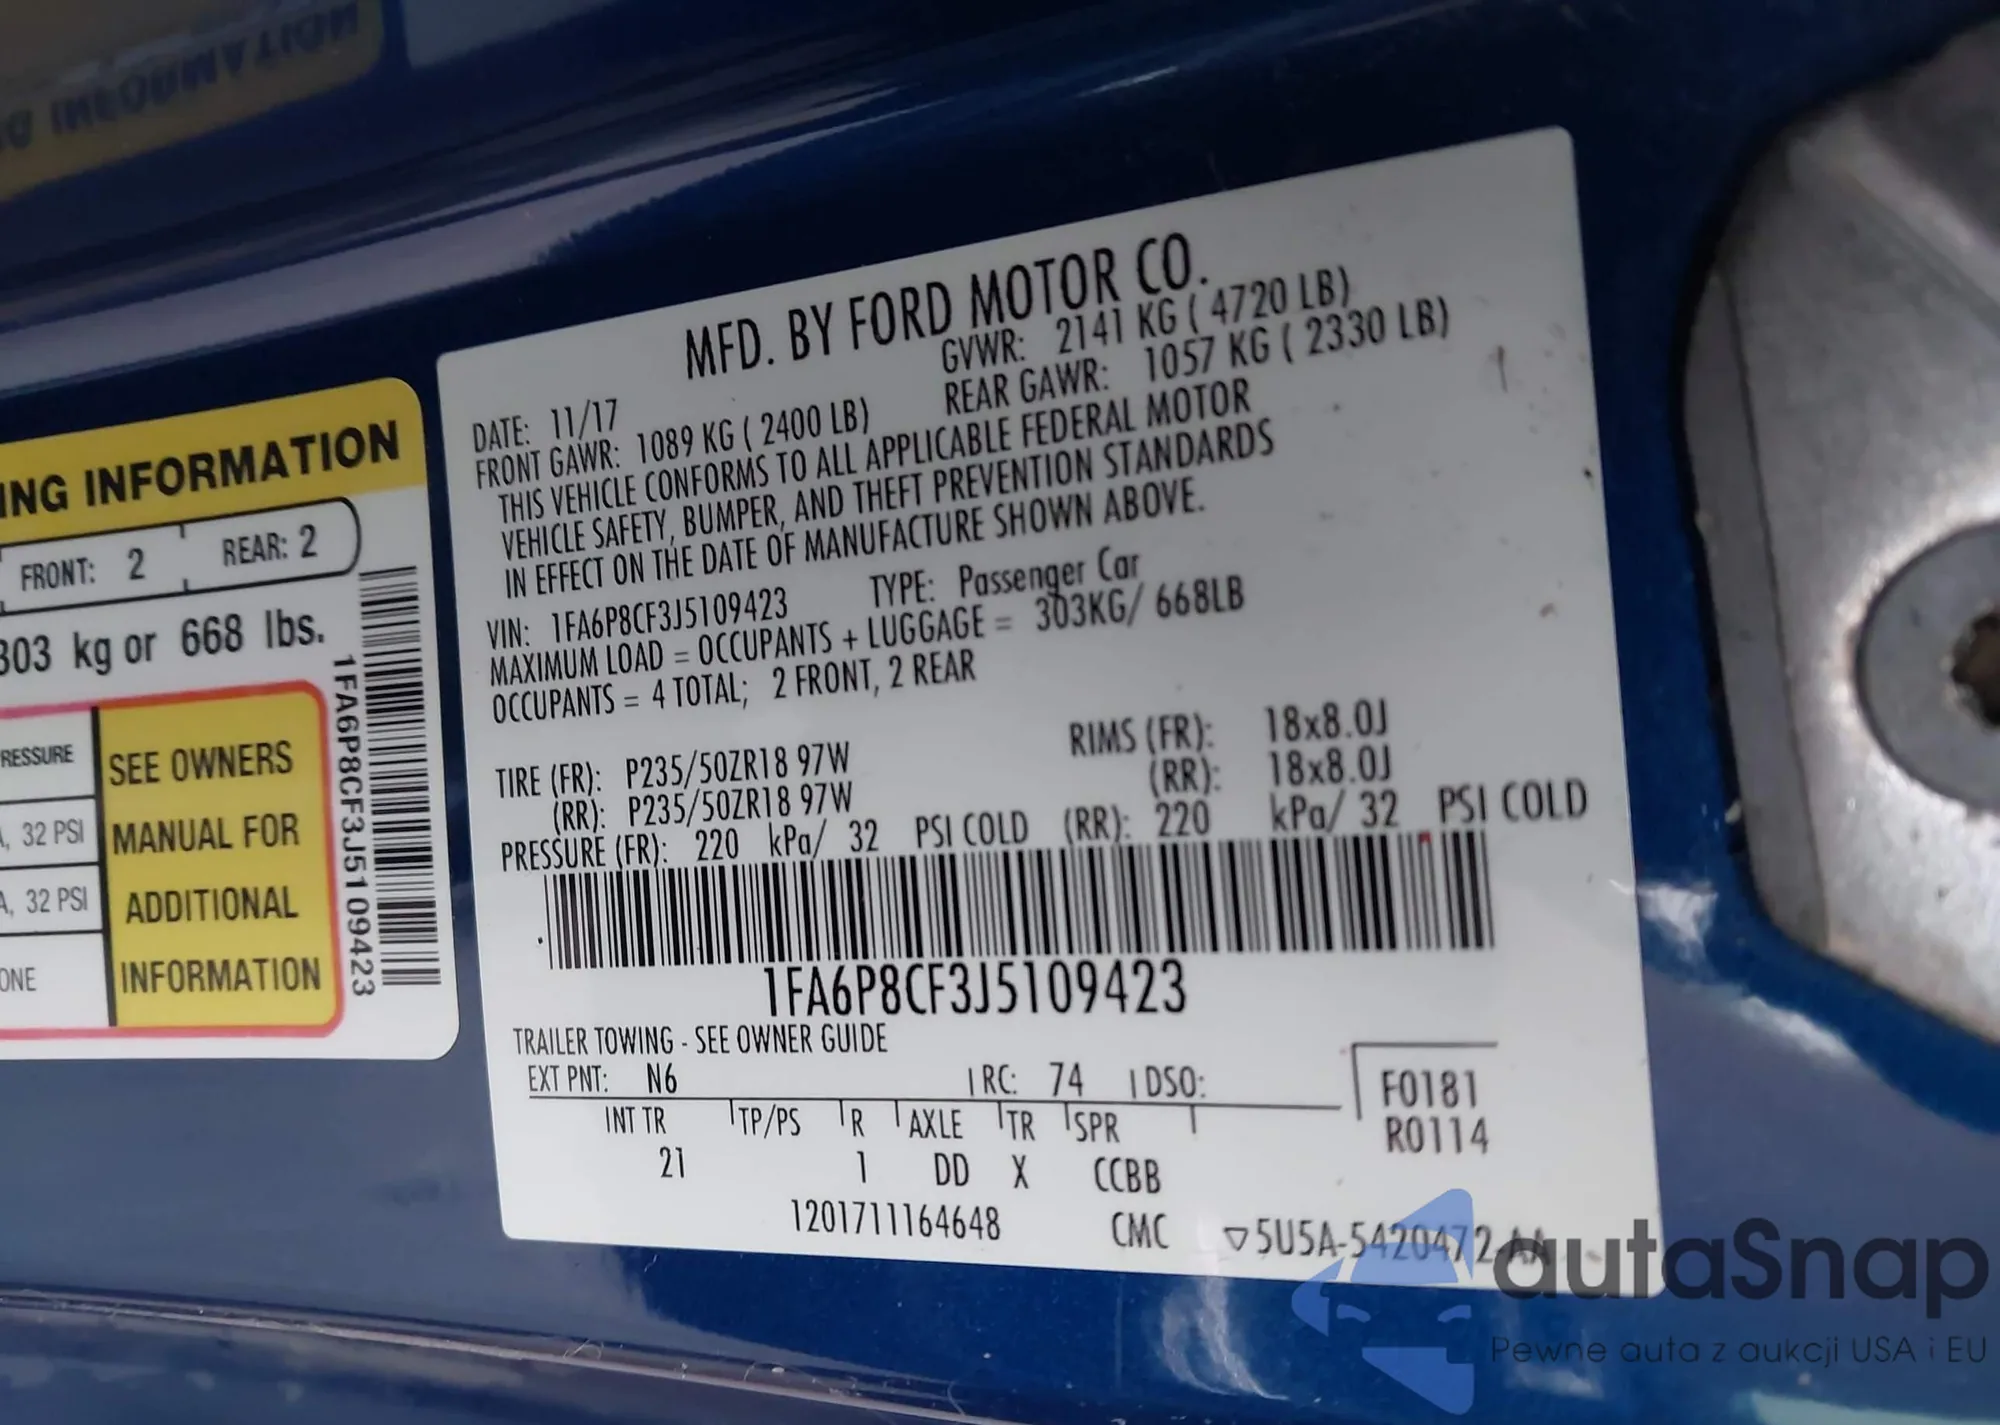 ING INFORMATION
FRONT: 2 REAR: 2
303 kg or 668 lbs.
RESSURE
SEE OWNERS
32 PSI
MANUAL FOR
32 PSI
ADDITIONAL
INFORMATION
1FA6P8CF3J5109423
MFD. BY FORD MOTOR CO.
DATE: 11/17 GVWR: 2141 KG ( 4720 LB)
FRONT GAWR: 1089 KG ( 2400 LB) REAR GAWR: 1057 KG ( 2330 LB)
THIS VEHICLE CONFORMS TO ALL APPLICABLE FEDERAL MOTOR
VEHICLE SAFETY, BUMPER, AND THEFT PREVENTION STANDARDS
IN EFFECT ON THE DATE OF MANUFACTURE SHOWN ABOVE.
VIN: 1FA6P8CF3J5109423 TYPE: Passenger Car
MAXIMUM LOAD = OCCUPANTS + LUGGAGE = 303KG/ 668LB
OCCUPANTS = 4 TOTAL; 2 FRONT, 2 REAR
TIRE (FR): P235/50ZR18 97W RIMS (FR): 18x8.0J
(RR): P235/50ZR18 97W (RR): 18x8.0J
PRESSURE (FR): 220 kPa/ 32 PSI COLD (RR): 220 kPa/ 32 PSI COLD
1FA6P8CF3J5109423
TRAILER TOWING - SEE OWNER GUIDE
EXT PNT: N6 RC: 74 DSO: F0181
INT TR TP/PS R AXLE TR SPR R0114
21 1 DD X CCBB
1201711164648 CMC ▽5U5A-5420472-AA
autaSnap
Pewne auta z aukcji USA i EU